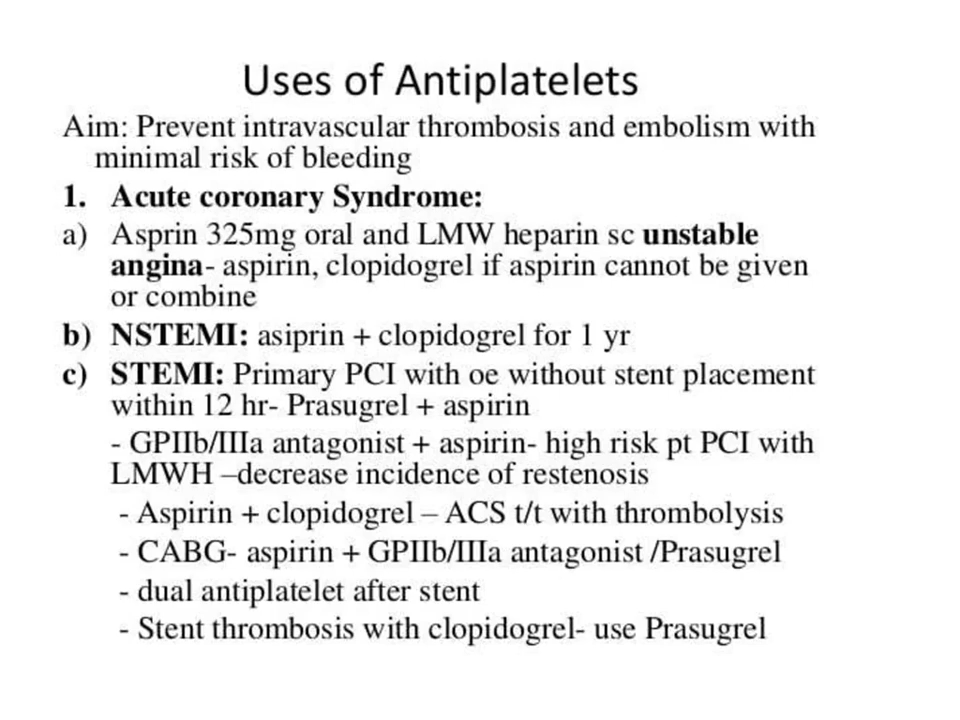 Uses of Antiplatelets
Aim: Prevent intravascular thrombosis and embolism with
minimal risk of bleeding
1. Acute coronary Syndrome:
a) Asprin 325mg oral and LMW heparin sc unstable
angina- aspirin, clopidogrel if aspirin cannot be given
or combine
b) NSTEMI: asiprin + clopidogrel for 1 yr
c) STEMI: Primary PCI with oe without stent placement
within 12 hr- Prasugrel + aspirin
- GPIIb/IIIa antagonist + aspirin- high risk pt PCI with
LMWH –decrease incidence of restenosis
- Aspirin + clopidogrel – ACS t/t with thrombolysis
- CABG- aspirin + GPIIb/IIIa antagonist /Prasugrel
- dual antiplatelet after stent
- Stent thrombosis with clopidogrel- use Prasugrel